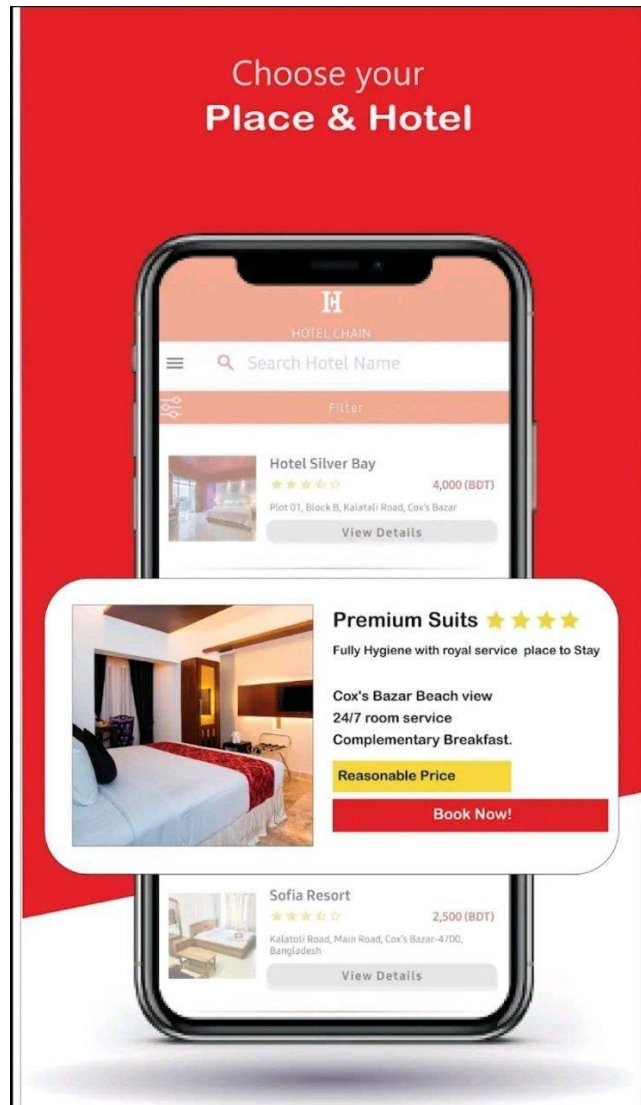 Choose your
Place & Hotel
HOTEL CHAIN
Search Hotel Name
Filter
Hotel Silver Bay
4,000 (BDT)
Plot 01, Block B, Kalatali Road, Cox's Bazar
View Details
Premium Suits
Fully Hygiene with royal service place to Stay
Cox's Bazar Beach view
24/7 room service
Complementary Breakfast.
Reasonable Price
Book Now!
Sofia Resort
2,500 (BDT)
Kalatoli Road, Main Road, Cox's Bazar-4700,
Bangladesh
View Details